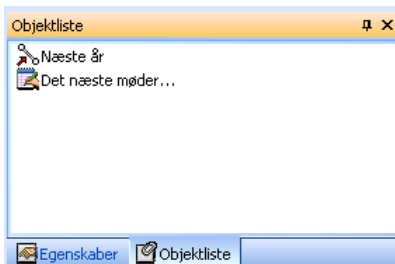 Objektliste
Næste år
Det næste møder...
Egenskaber Objektliste